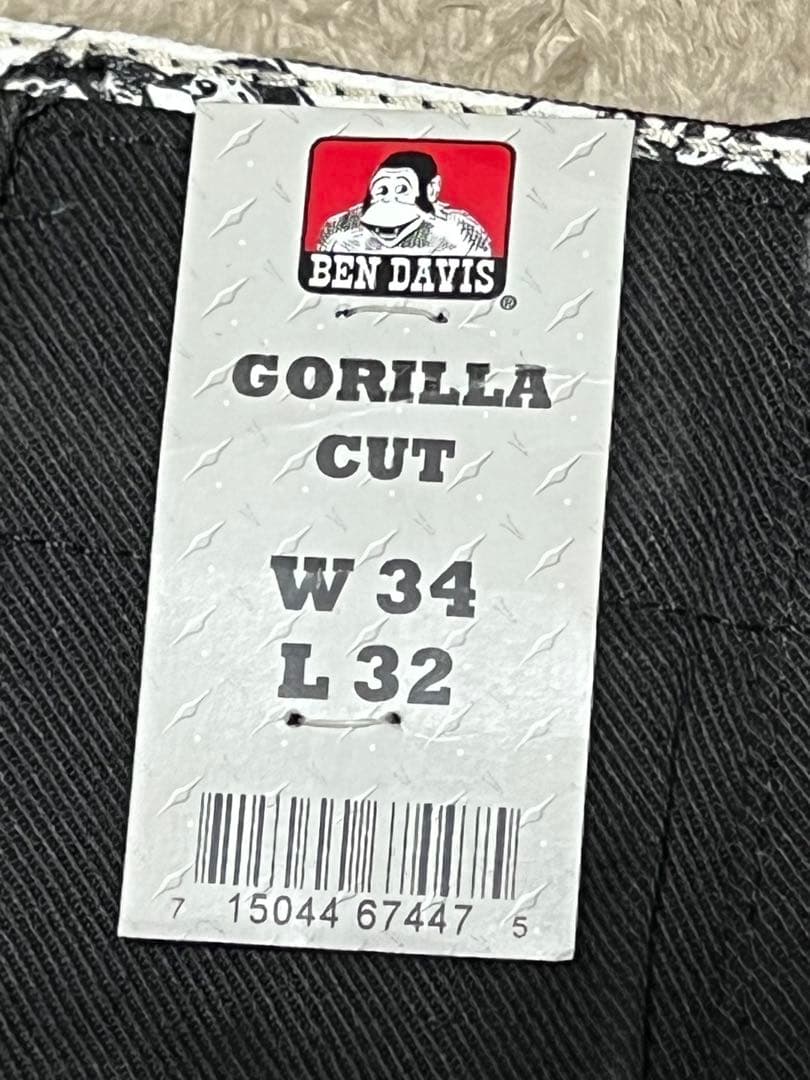 BEN DAVIS
®
GORILLA
CUT
W 34
L 32
7 15044 67447 5